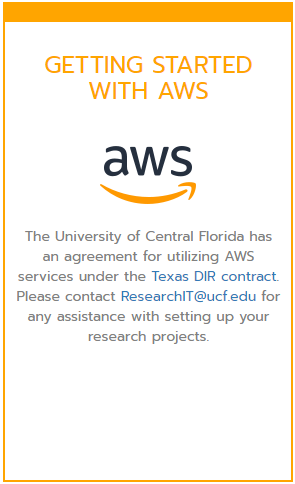 GETTING STARTED
WITH AWS
aws
The University of Central Florida has
an agreement for utilizing AWS
services under the Texas DIR contract.
Please contact ResearchIT@ucf.edu for
any assistance with setting up your
research projects.